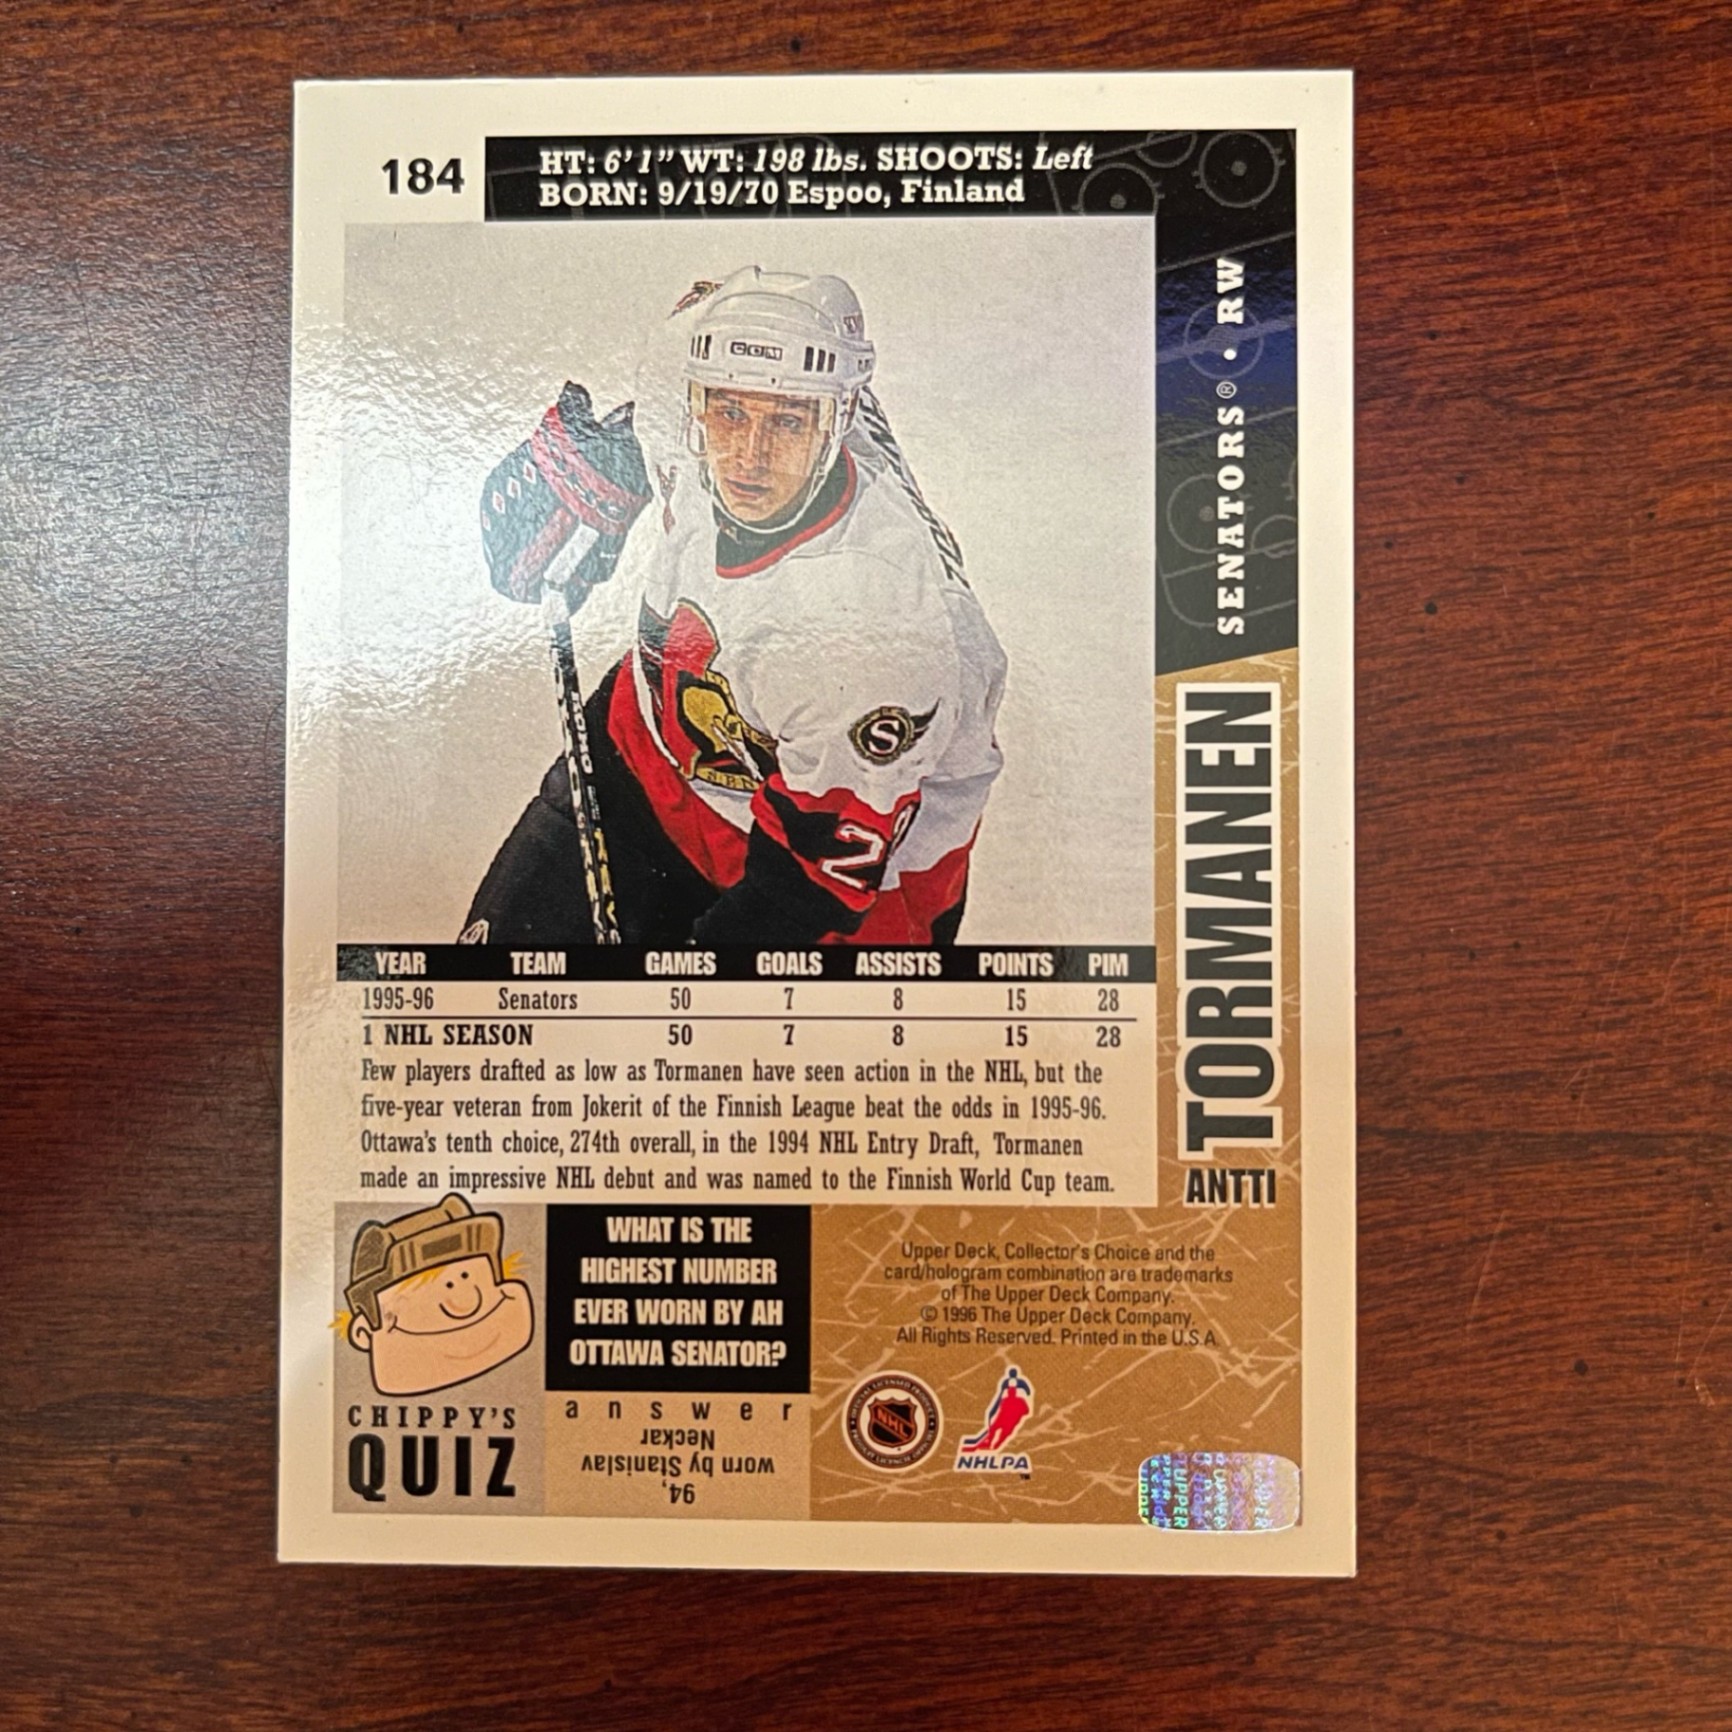 184
HT: 6'1" WT: 198 lbs. SHOOTS: Left
BORN: 9/19/70 Espoo, Finland
SENATORS® • RW
ANTTI TORMANEN
COM
S
2
YEAR TEAM GAMES GOALS ASSISTS POINTS PIM
1995-96 Senators 50 7 8 15 28
1 NHL SEASON 50 7 8 15 28
Few players drafted as low as Tormanen have seen action in the NHL, but the
five-year veteran from Jokerit of the Finnish League beat the odds in 1995-96.
Ottawa's tenth choice, 274th overall, in the 1994 NHL Entry Draft, Tormanen
made an impressive NHL debut and was named to the Finnish World Cup team.
CHIPPY'S
QUIZ
WHAT IS THE
HIGHEST NUMBER
EVER WORN BY AH
OTTAWA SENATOR?
answer
94,
worn by Stanislav
Neckar
Upper Deck, Collector's Choice and the
card/hologram combination are trademarks
of The Upper Deck Company.
© 1996 The Upper Deck Company.
All Rights Reserved. Printed in the U.S.A.
NHL
NHLPA
UPPER